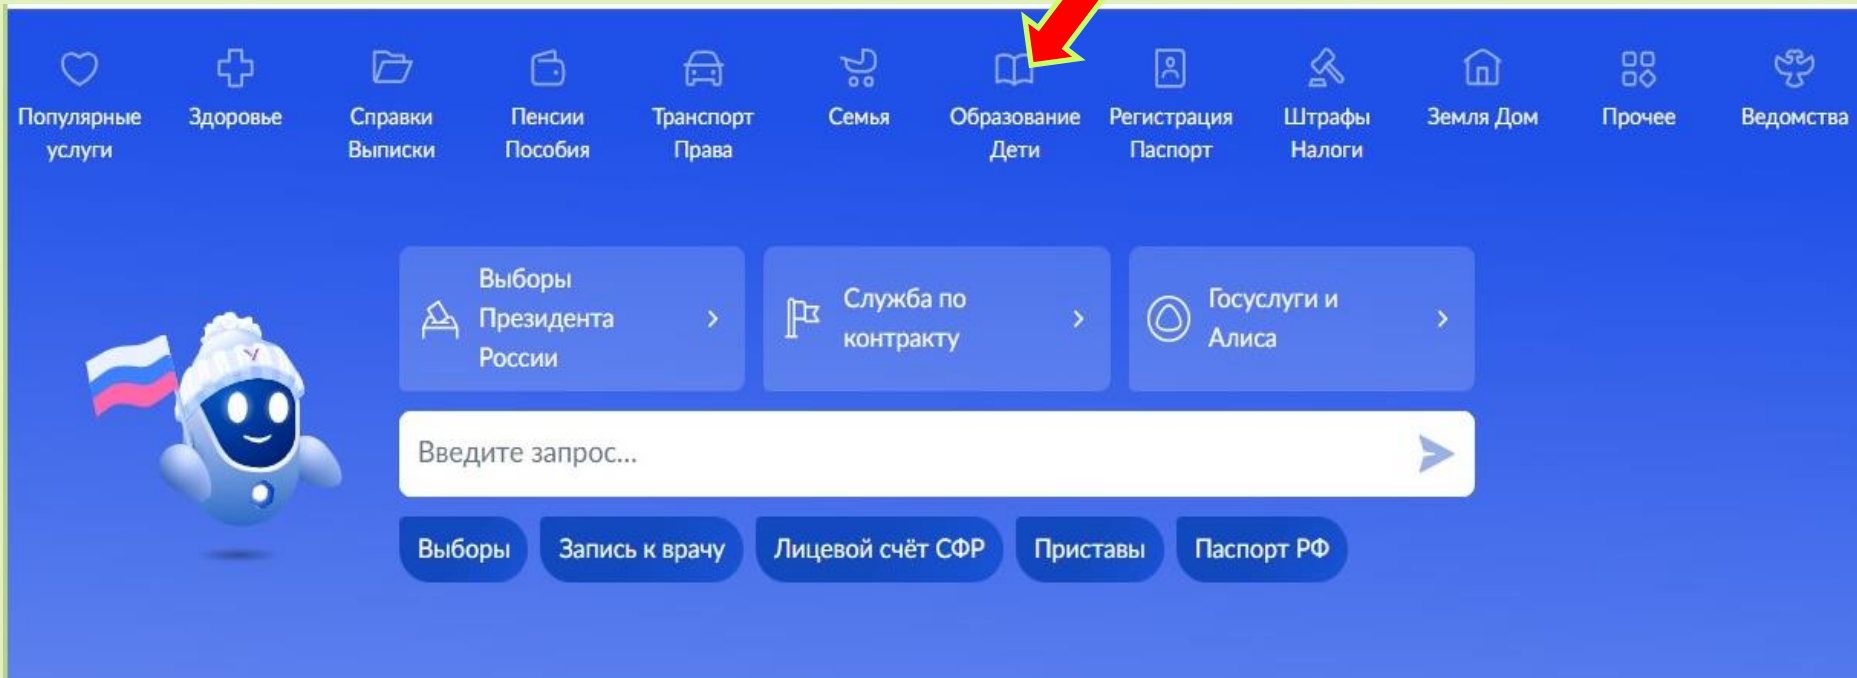 Популярные
услуги
Здоровье
Справки
Выписки
Пенсии
Пособия
Транспорт
Права
Семья
Образование
Дети
Регистрация
Паспорт
Штрафы
Налоги
Земля Дом
Прочее
Ведомства
Выборы
Президента
России
Служба по
контракту
Госуслуги и
Алиса
Введите запрос...
Выборы
Запись к врачу
Лицевой счёт СФР
Приставы
Паспорт РФ